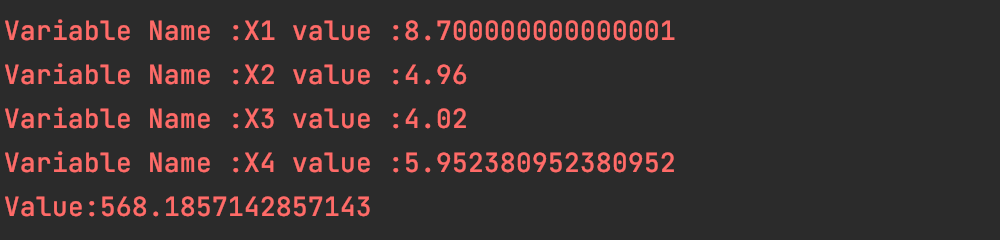 Variable Name :X1 value :8.700000000000001
Variable Name :X2 value :4.96
Variable Name :X3 value :4.02
Variable Name :X4 value :5.952380952380952
Value:568.1857142857143